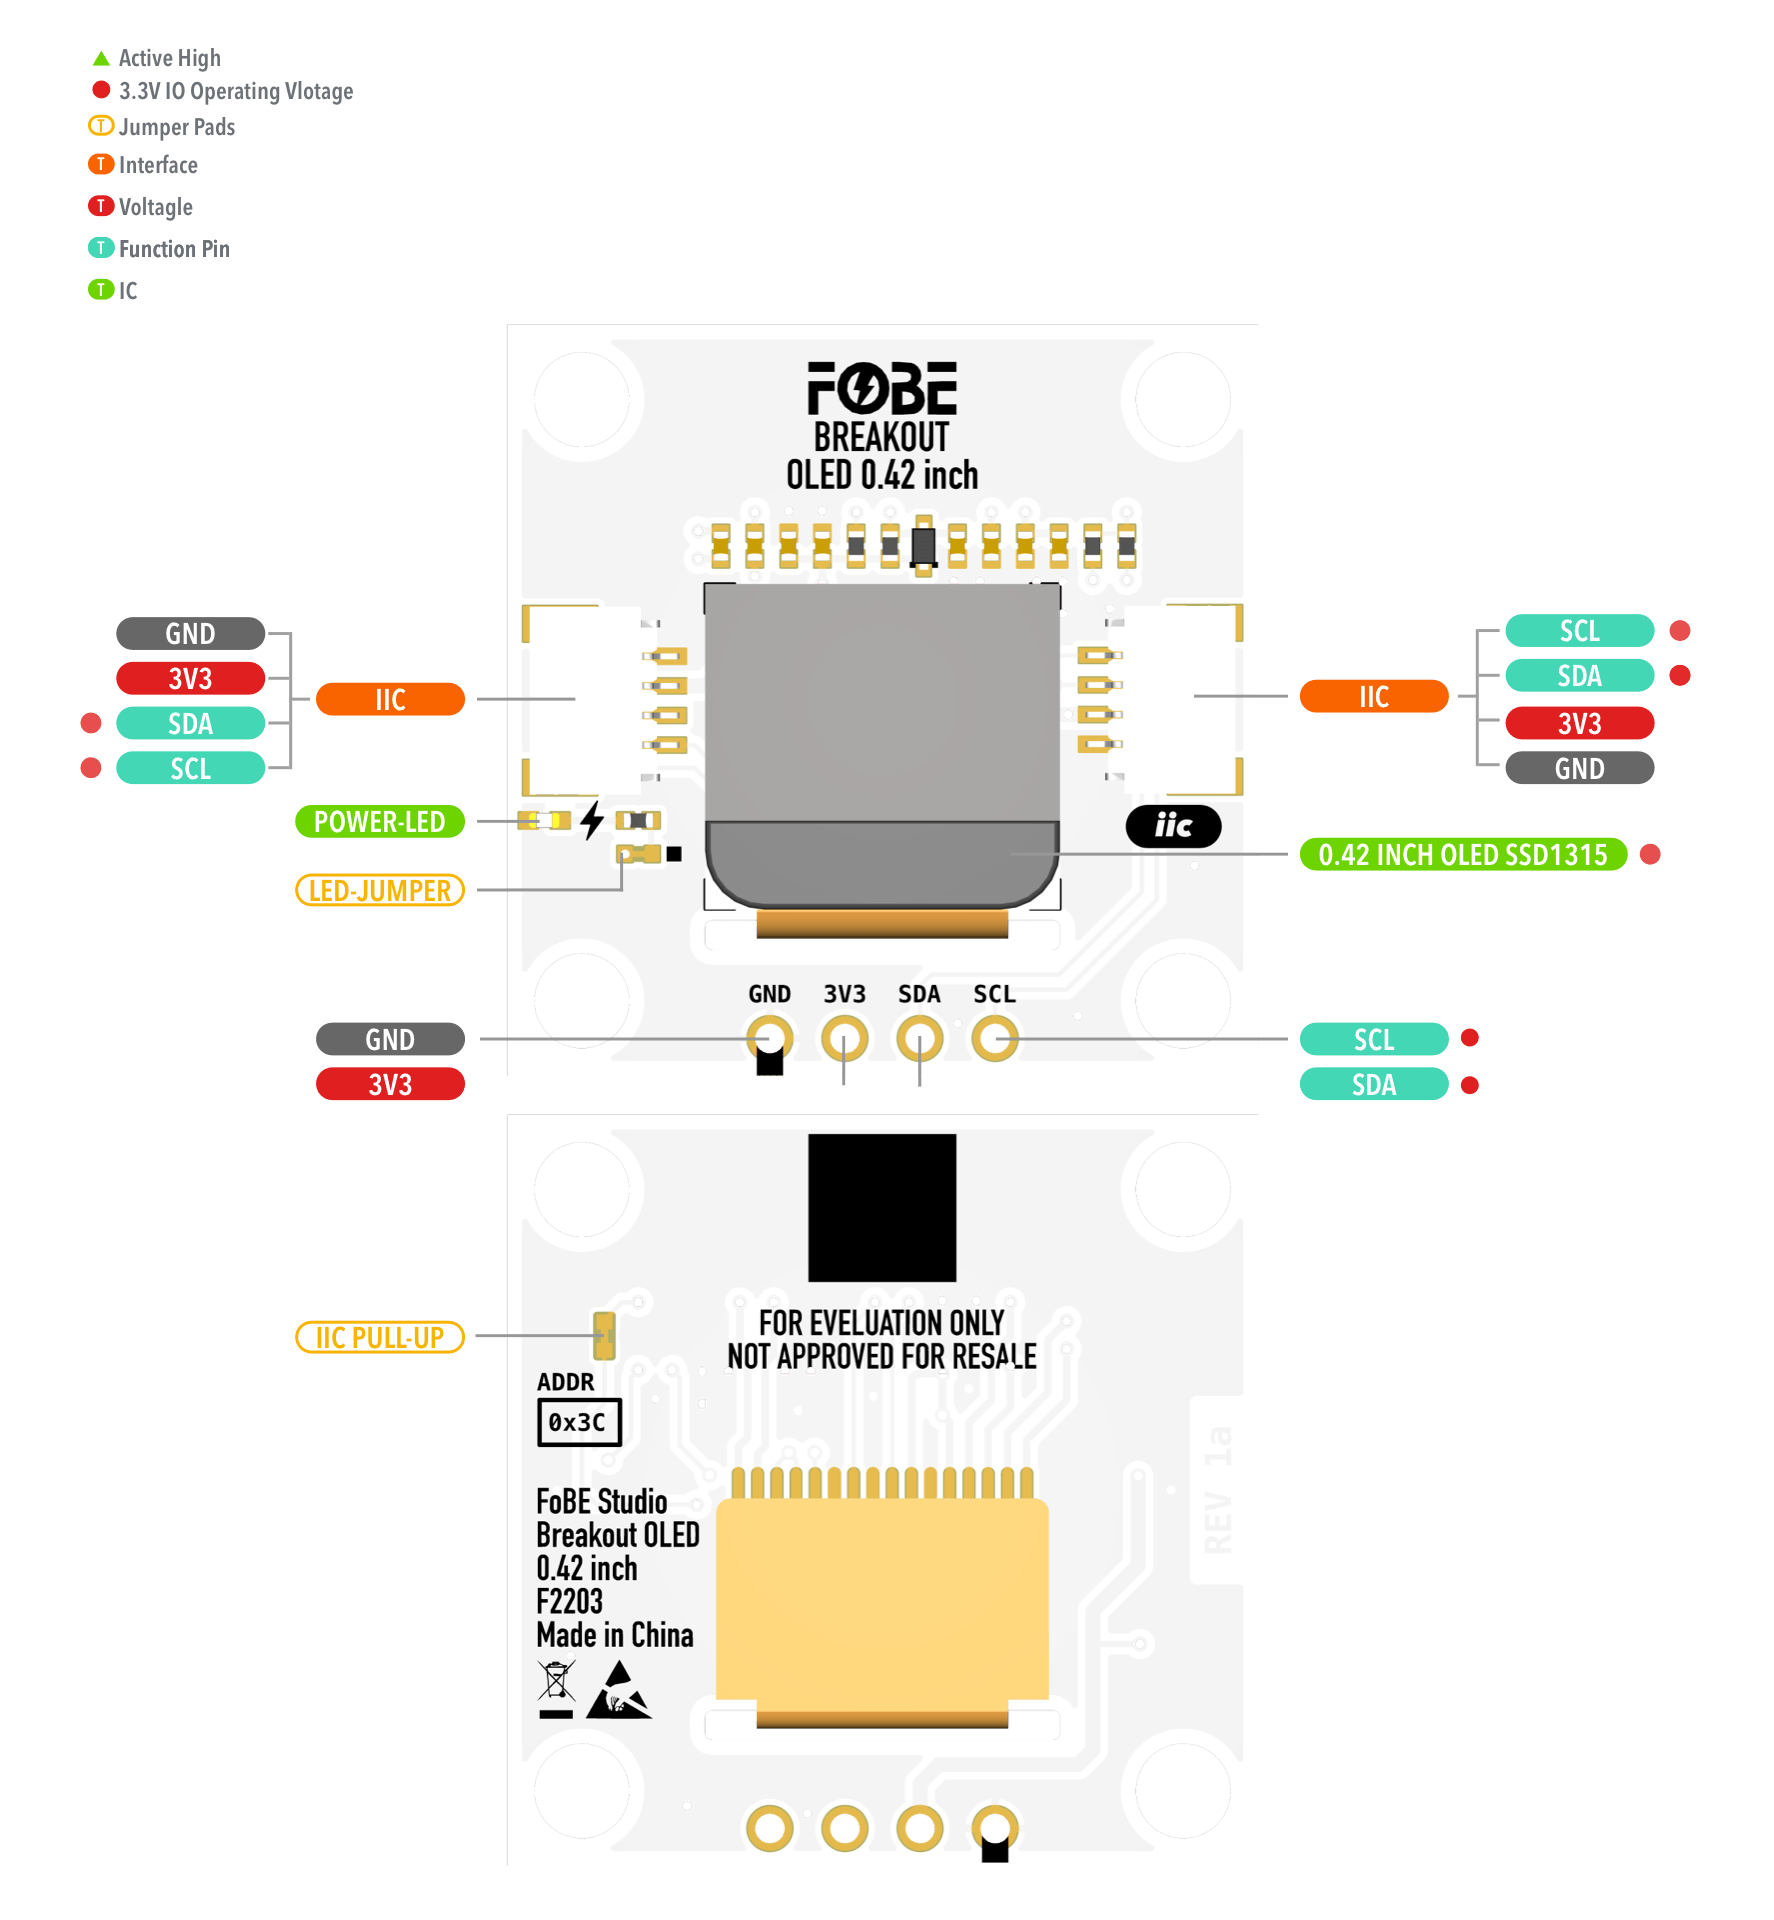 Active High
3.3V IO Operating Vlotage
T Jumper Pads
T Interface
T Voltagle
T Function Pin
T IC
FOBE
BREAKOUT
OLED 0.42 inch
GND
3V3
SDA
SCL
IIC
POWER-LED
LED-JUMPER
IIC
SCL
SDA
3V3
GND
iic
0.42 INCH OLED SSD1315
GND 3V3 SDA SCL
GND
3V3
SCL
SDA
FOR EVELUATION ONLY
NOT APPROVED FOR RESALE
IIC PULL-UP
ADDR
0x3C
REV 1a
FoBE Studio
Breakout OLED
0.42 inch
F2203
Made in China